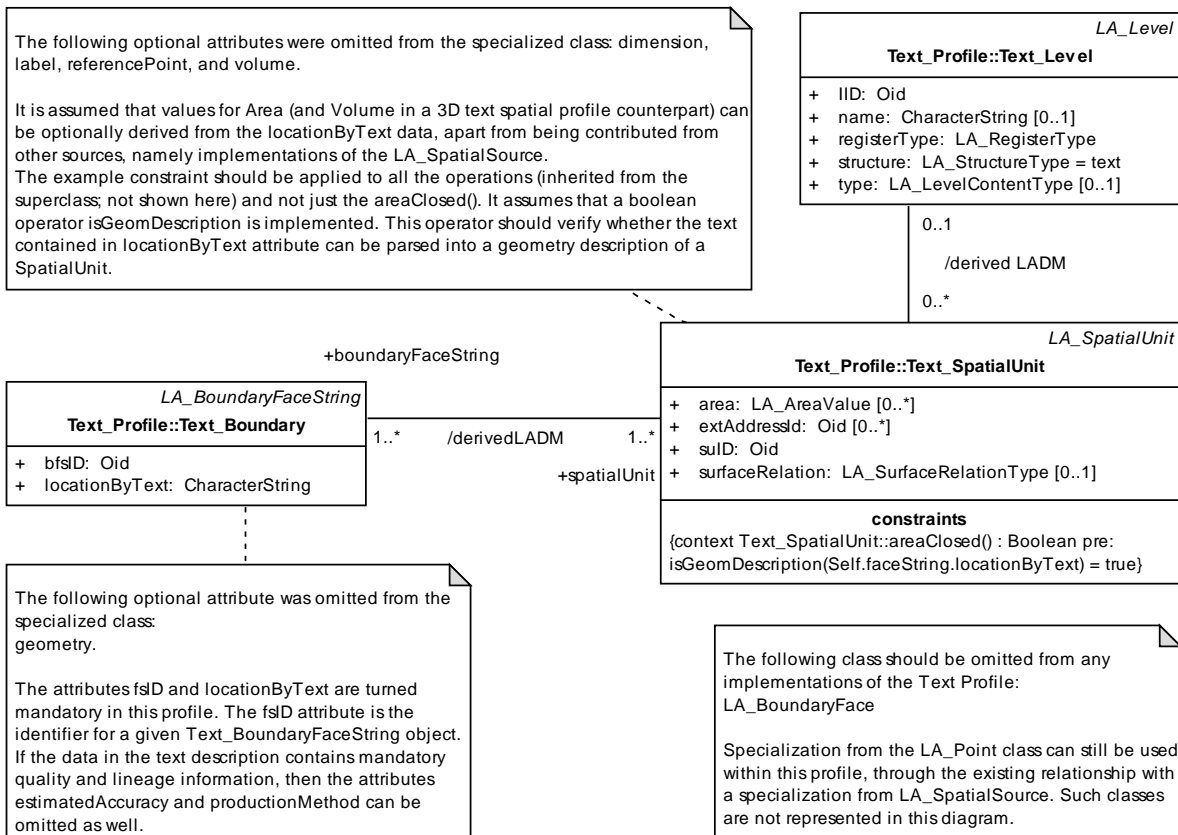 The following optional attributes were omitted from the specialized class: dimension,
label, referencePoint, and volume.
It is assumed that values for Area (and Volume in a 3D text spatial profile counterpart) can
be optionally derived from the locationByText data, apart from being contributed from
other sources, namely implementations of the LA_SpatialSource.
The example constraint should be applied to all the operations (inherited from the
superclass; not shown here) and not just the areaClosed(). It assumes that a boolean
operator isGeomDescription is implemented. This operator should verify whether the text
contained in locationByText attribute can be parsed into a geometry description of a
SpatialUnit.
LA_Level
Text_Profile::Text_Level
+ lID: Oid
+ name: CharacterString [0..1]
+ registerType: LA_RegisterType
+ structure: LA_StructureType = text
+ type: LA_LevelContentType [0..1]
0..1
/derived LADM
0..*
+boundaryFaceString
LA_BoundaryFaceString
Text_Profile::Text_Boundary
+ bfsID: Oid
+ locationByText: CharacterString
1..* /derivedLADM 1..*
+spatialUnit
LA_SpatialUnit
Text_Profile::Text_SpatialUnit
+ area: LA_AreaValue [0..*]
+ extAddressId: Oid [0..*]
+ suID: Oid
+ surfaceRelation: LA_SurfaceRelationType [0..1]
constraints
{context Text_SpatialUnit::areaClosed() : Boolean pre:
isGeomDescription(Self.faceString.locationByText) = true}
The following optional attribute was omitted from the
specialized class:
geometry.
The attributes fsID and locationByText are turned
mandatory in this profile. The fsID attribute is the
identifier for a given Text_BoundaryFaceString object.
If the data in the text description contains mandatory
quality and lineage information, then the attributes
estimatedAccuracy and productionMethod can be
omitted as well.
The following class should be omitted from any
implementations of the Text Profile:
LA_BoundaryFace
Specialization from the LA_Point class can still be used
within this profile, through the existing relationship with
a specialization from LA_SpatialSource. Such classes
are not represented in this diagram.